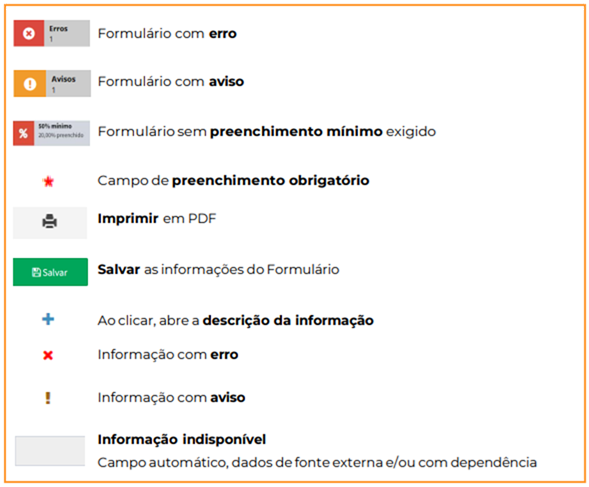 Erros
1
Formulário com erro
Avisos
1
Formulário com aviso
50% mínimo
20,00% preenchido
Formulário sem preenchimento mínimo exigido
Campo de preenchimento obrigatório
Imprimir em PDF
Salvar
Salvar as informações do Formulário
Ao clicar, abre a descrição da informação
Informação com erro
Informação com aviso
Informação indisponível
Campo automático, dados de fonte externa e/ou com dependência